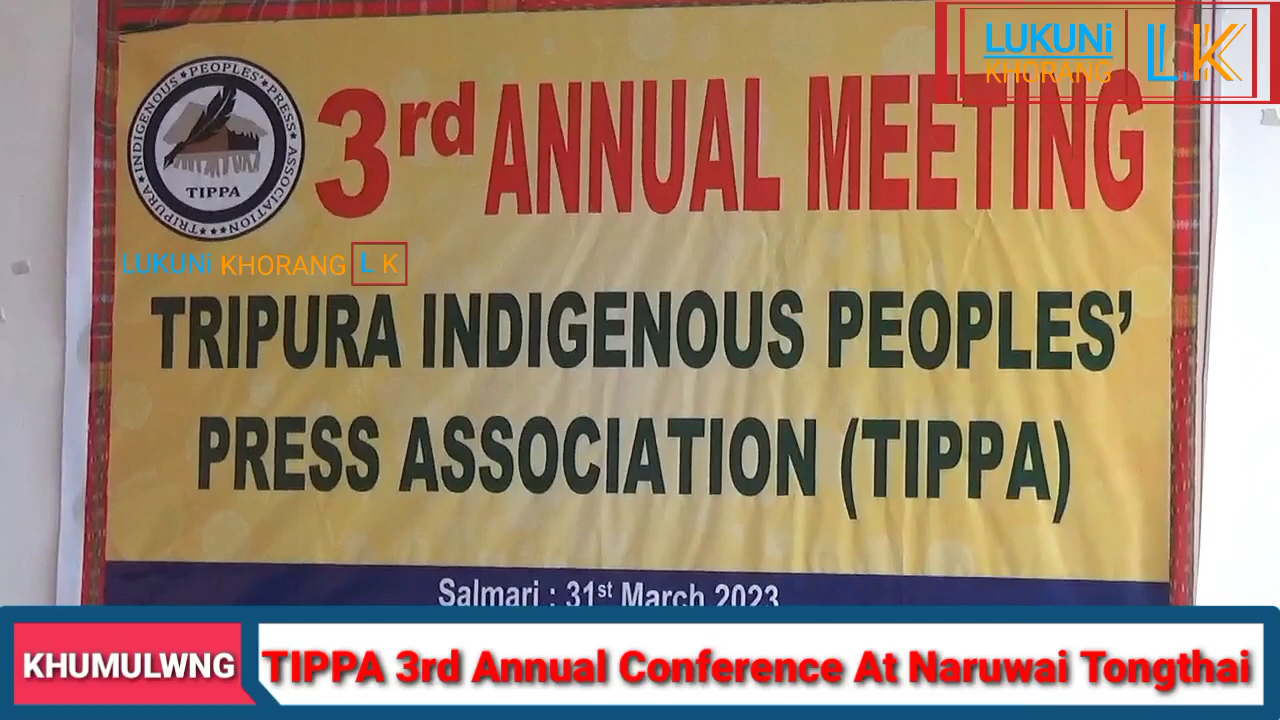 LUKUNi
KHORANG
LK
TRIPURA ★ INDIGENOUS ★ PEOPLES' ★ PRESS ★ ASSOCIATION ★★★
TIPPA
3rd ANNUAL MEETING
LUKUNi KHORANG LK
TRIPURA INDIGENOUS PEOPLES'
PRESS ASSOCIATION (TIPPA)
Salmari : 31st March 2023
KHUMULWNG
TIPPA 3rd Annual Conference At Naruwai Tongthai